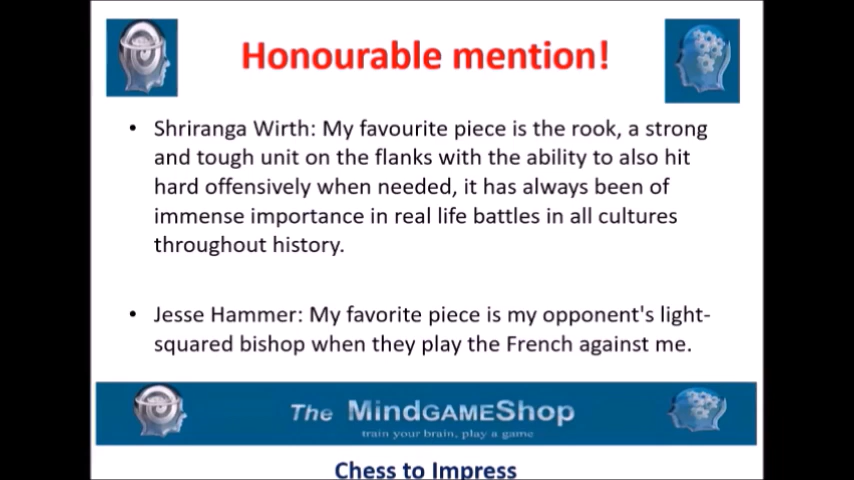 Honourable mention!
• Shriranga Wirth: My favourite piece is the rook, a strong
and tough unit on the flanks with the ability to also hit
hard offensively when needed, it has always been of
immense importance in real life battles in all cultures
throughout history.
• Jesse Hammer: My favorite piece is my opponent's light-
squared bishop when they play the French against me.
The MindGAMEShop
train your brain, play a game
Chess to Impress